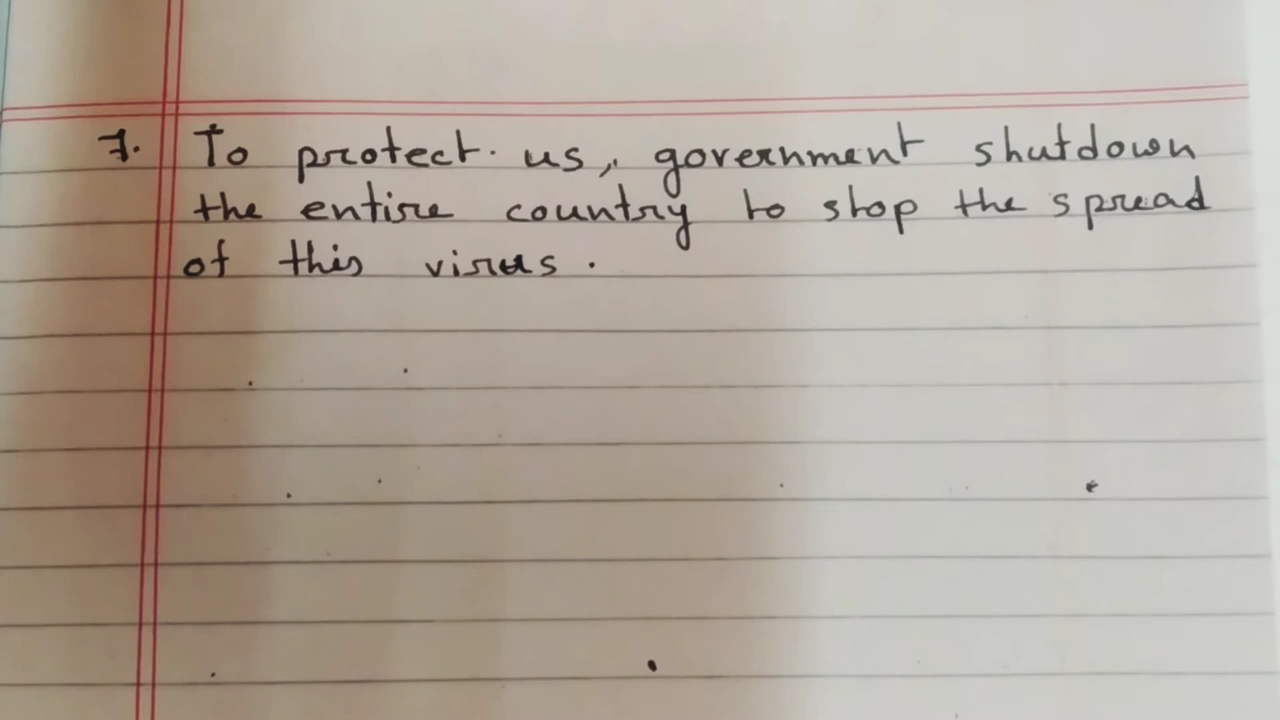 7. To protect. us, government shutdown
the entire country to stop the spread
of this virus.